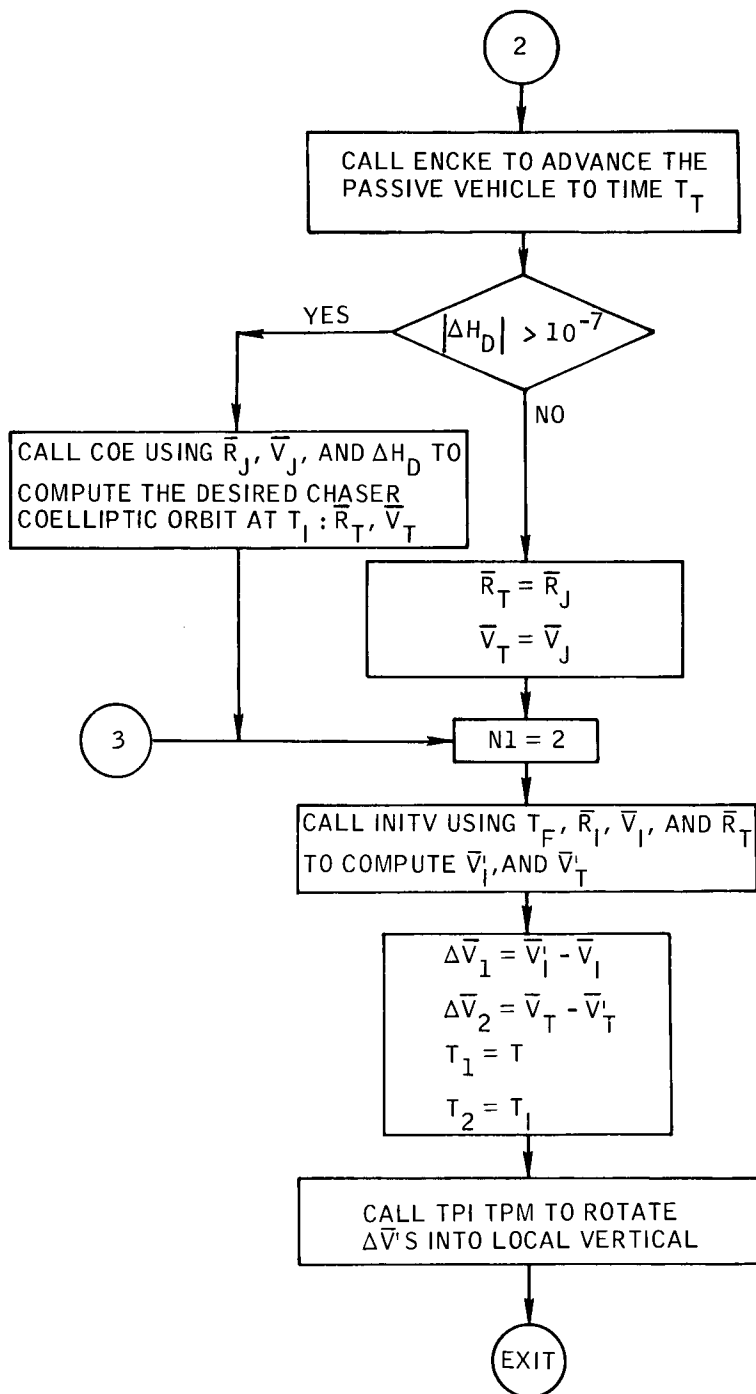 2
CALL ENCKE TO ADVANCE THE
PASSIVE VEHICLE TO TIME T_T
|ΔH_D| > 10^-7
YES
NO
CALL COE USING R̅_J, V̅_J, AND ΔH_D TO
COMPUTE THE DESIRED CHASER
COELLIPTIC ORBIT AT T_I : R̅_T, V̅_T
R̅_T = R̅_J
V̅_T = V̅_J
3
N1 = 2
CALL INITV USING T_F, R̅_I, V̅_I, AND R̅_T
TO COMPUTE V̅'_I, AND V̅'_T
ΔV̅_1 = V̅'_I - V̅_I
ΔV̅_2 = V̅_T - V̅'_T
T_1 = T
T_2 = T_I
CALL TPI TPM TO ROTATE
ΔV̅'S INTO LOCAL VERTICAL
EXIT